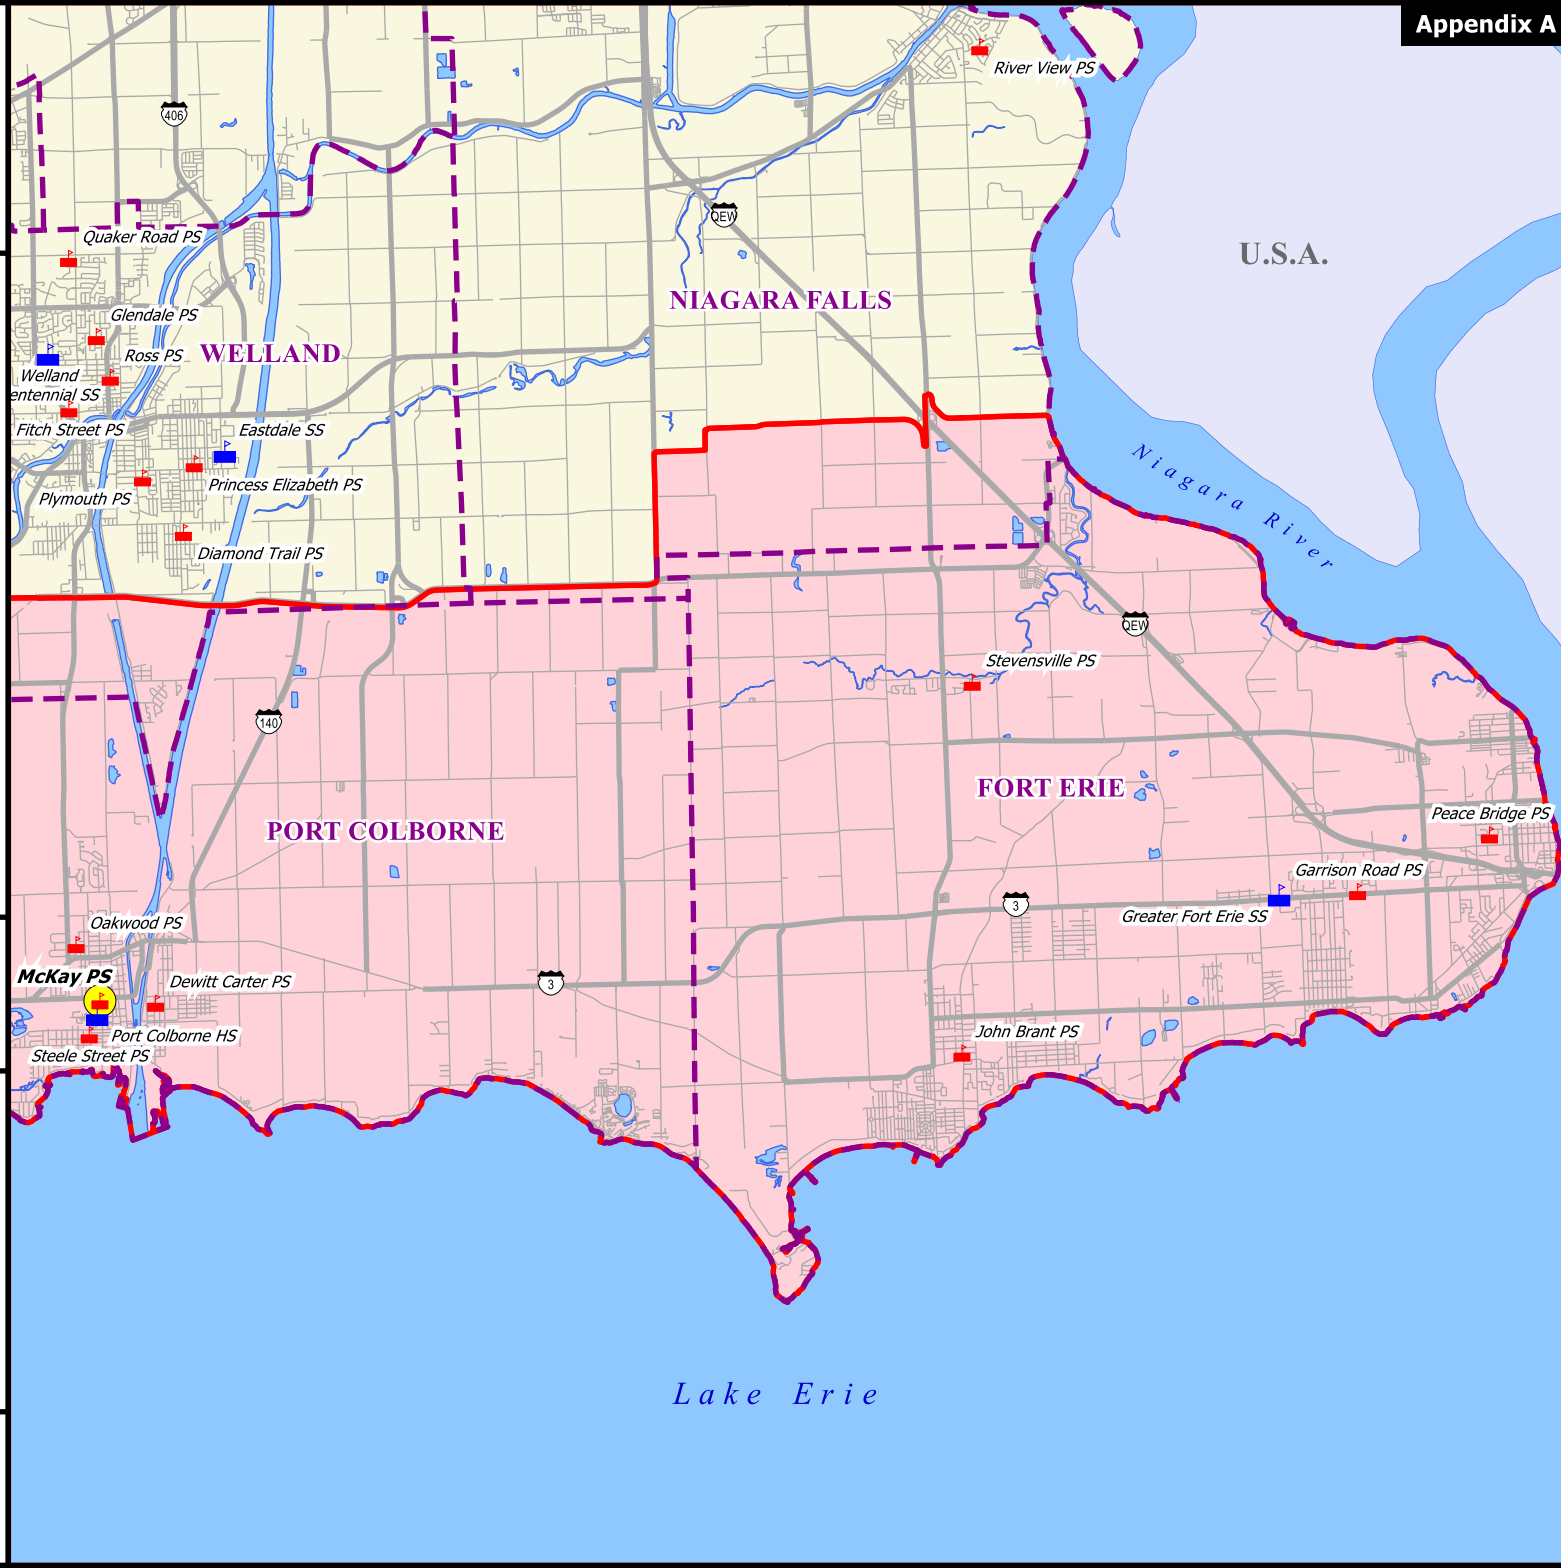 Appendix A
River View PS
406
QEW
Quaker Road PS
U.S.A.
NIAGARA FALLS
Glendale PS
Ross PS
WELLAND
Welland
entennial SS
Fitch Street PS
Eastdale SS
Niagara River
Princess Elizabeth PS
Plymouth PS
Diamond Trail PS
QEW
Stevensville PS
140
FORT ERIE
Peace Bridge PS
PORT COLBORNE
Garrison Road PS
3
Greater Fort Erie SS
Oakwood PS
McKay PS
Dewitt Carter PS
3
John Brant PS
Port Colborne HS
Steele Street PS
Lake Erie